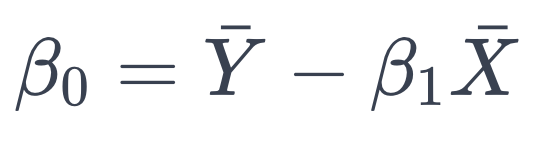 β₀ = Ȳ − β₁X̄